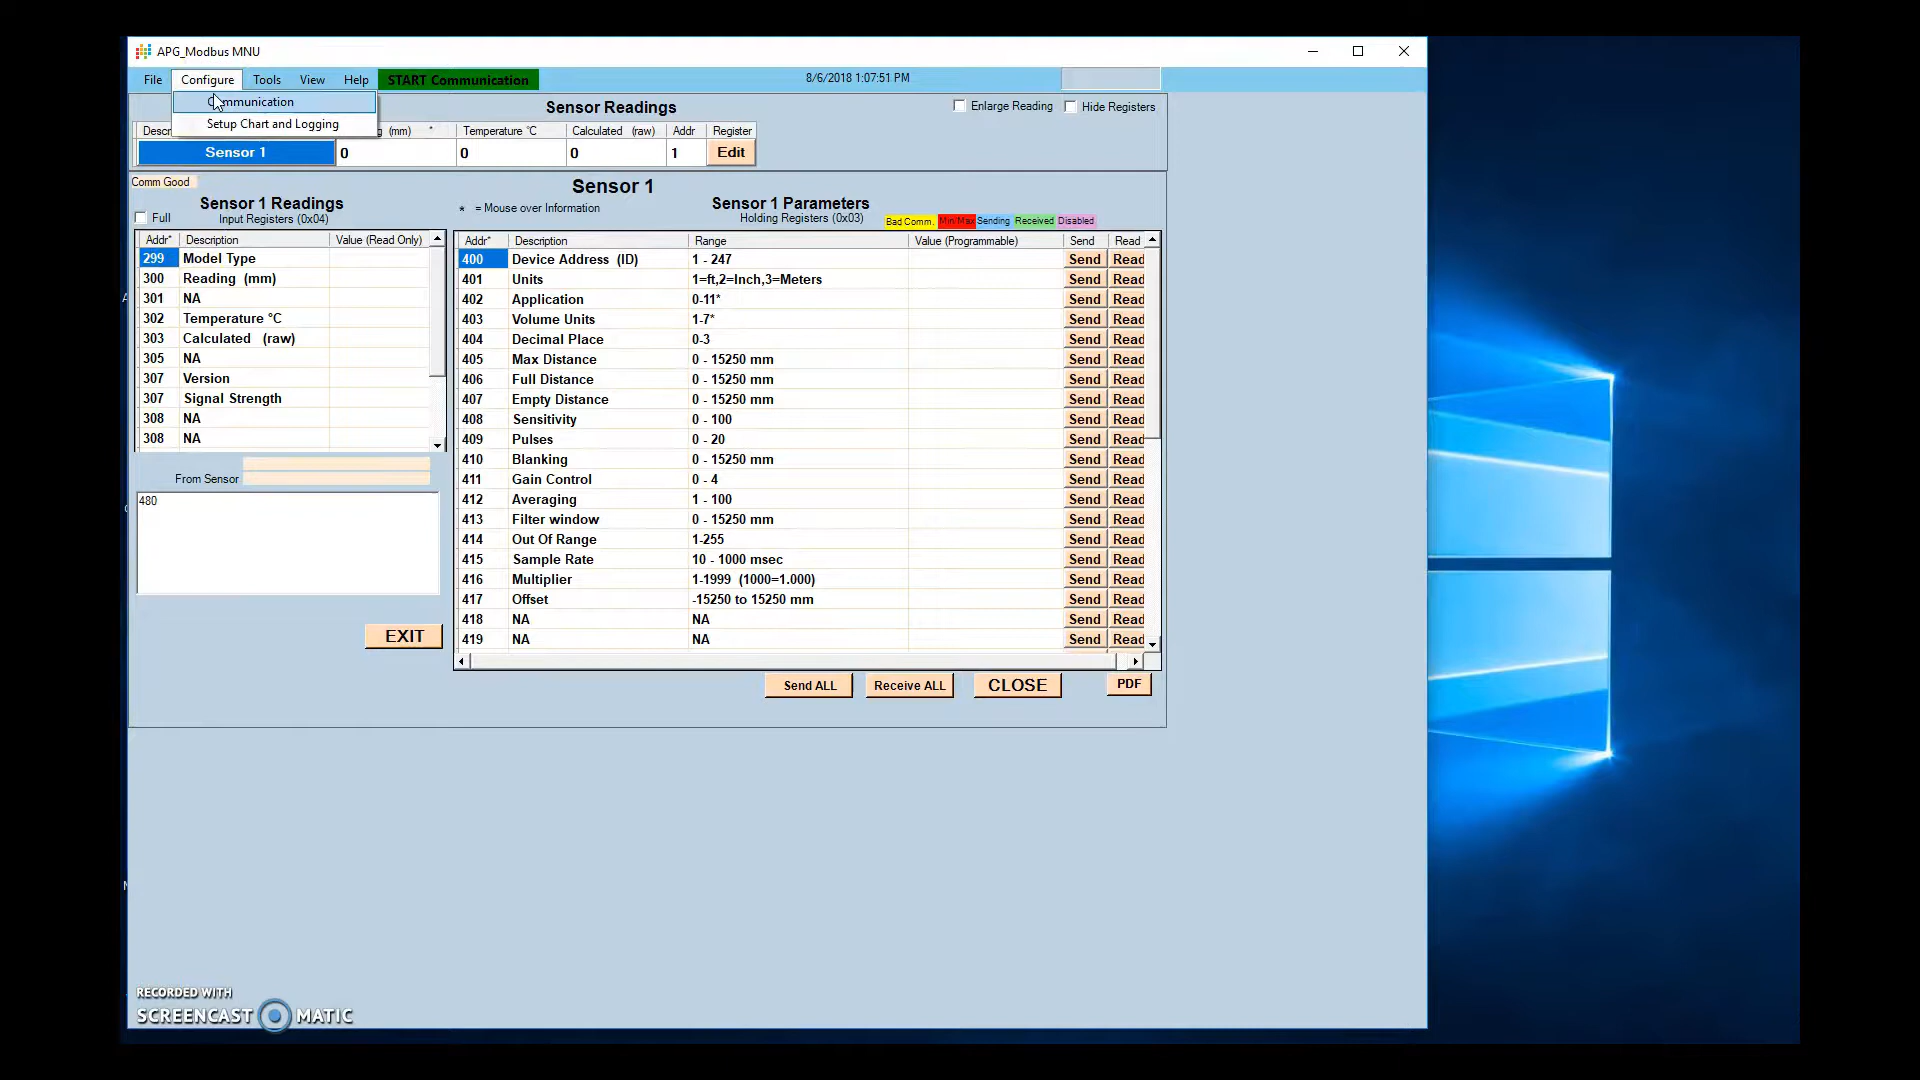 APG_Modbus MNU
File Configure Tools View Help START Communication 8/6/2018 1:07:51 PM
Communication
Setup Chart and Logging
Sensor Readings
Enlarge Reading Hide Registers
(mm) * Temperature °C Calculated (raw) Addr Register
Sensor 1 0 0 0 1 Edit
Comm Good
Sensor 1
Sensor 1 Readings
Full Input Registers (0x04)
* = Mouse over Information
Sensor 1 Parameters
Holding Registers (0x03)
Bad Comm. Min/Max Sending Received Disabled
Addr* Description Value (Read Only)
299 Model Type
300 Reading (mm)
301 NA
302 Temperature °C
303 Calculated (raw)
305 NA
307 Version
307 Signal Strength
308 NA
308 NA
From Sensor
480
EXIT
Addr* Description Range Value (Programmable) Send Read
400 Device Address (ID) 1 - 247 Send Read
401 Units 1=ft,2=Inch,3=Meters Send Read
402 Application 0-11* Send Read
403 Volume Units 1-7* Send Read
404 Decimal Place 0-3 Send Read
405 Max Distance 0 - 15250 mm Send Read
406 Full Distance 0 - 15250 mm Send Read
407 Empty Distance 0 - 15250 mm Send Read
408 Sensitivity 0 - 100 Send Read
409 Pulses 0 - 20 Send Read
410 Blanking 0 - 15250 mm Send Read
411 Gain Control 0 - 4 Send Read
412 Averaging 1 - 100 Send Read
413 Filter window 0 - 15250 mm Send Read
414 Out Of Range 1-255 Send Read
415 Sample Rate 10 - 1000 msec Send Read
416 Multiplier 1-1999 (1000=1.000) Send Read
417 Offset -15250 to 15250 mm Send Read
418 NA NA Send Read
419 NA NA Send Read
Send ALL Receive ALL CLOSE PDF
RECORDED WITH
SCREENCAST MATIC